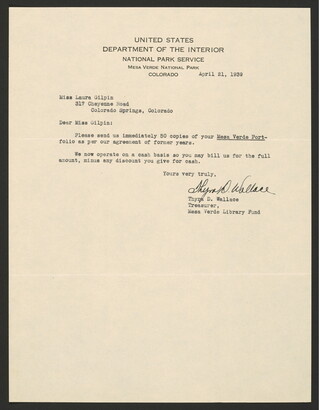 UNITED STATES
DEPARTMENT OF THE INTERIOR
NATIONAL PARK SERVICE
MESA VERDE NATIONAL PARK
COLORADO
April 21, 1939
Miss Laura Gilpin
317 Cheyenne Road
Colorado Springs, Colorado
Dear Miss Gilpin:
Please send us immediately 50 copies of your Mesa Verde Port-
folio as per our agreement of former years.
We now operate on a cash basis so you may bill us for the full
amount, minus any discount you give for cash.
Yours very truly,
Thyra D. Wallace
Thyra D. Wallace
Treasurer,
Mesa Verde Library Fund